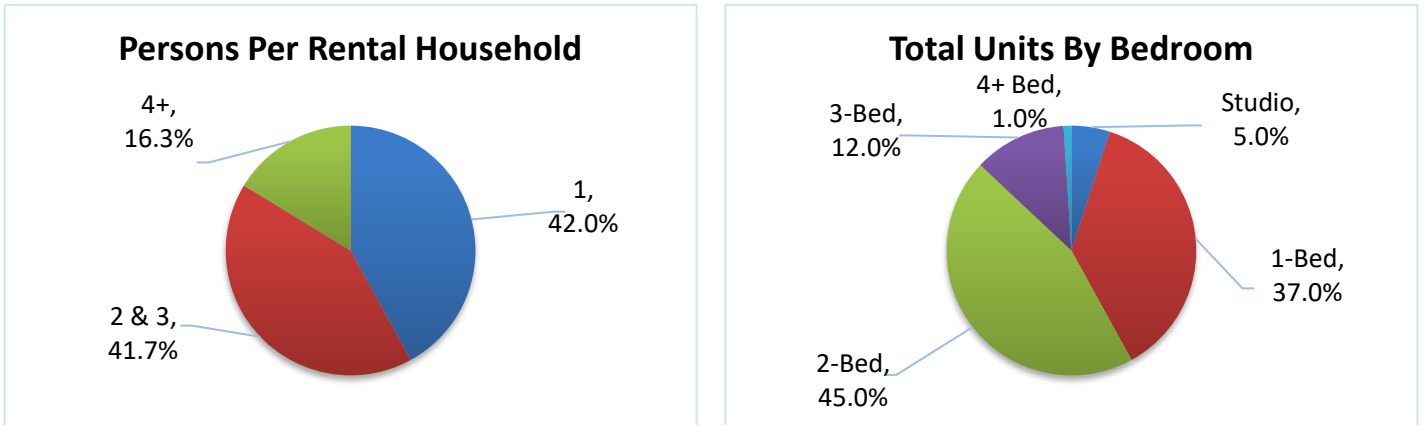 Persons Per Rental Household
4+,
16.3%
1,
42.0%
2 & 3,
41.7%
Total Units By Bedroom
4+ Bed,
1.0%
Studio,
5.0%
3-Bed,
12.0%
1-Bed,
37.0%
2-Bed,
45.0%